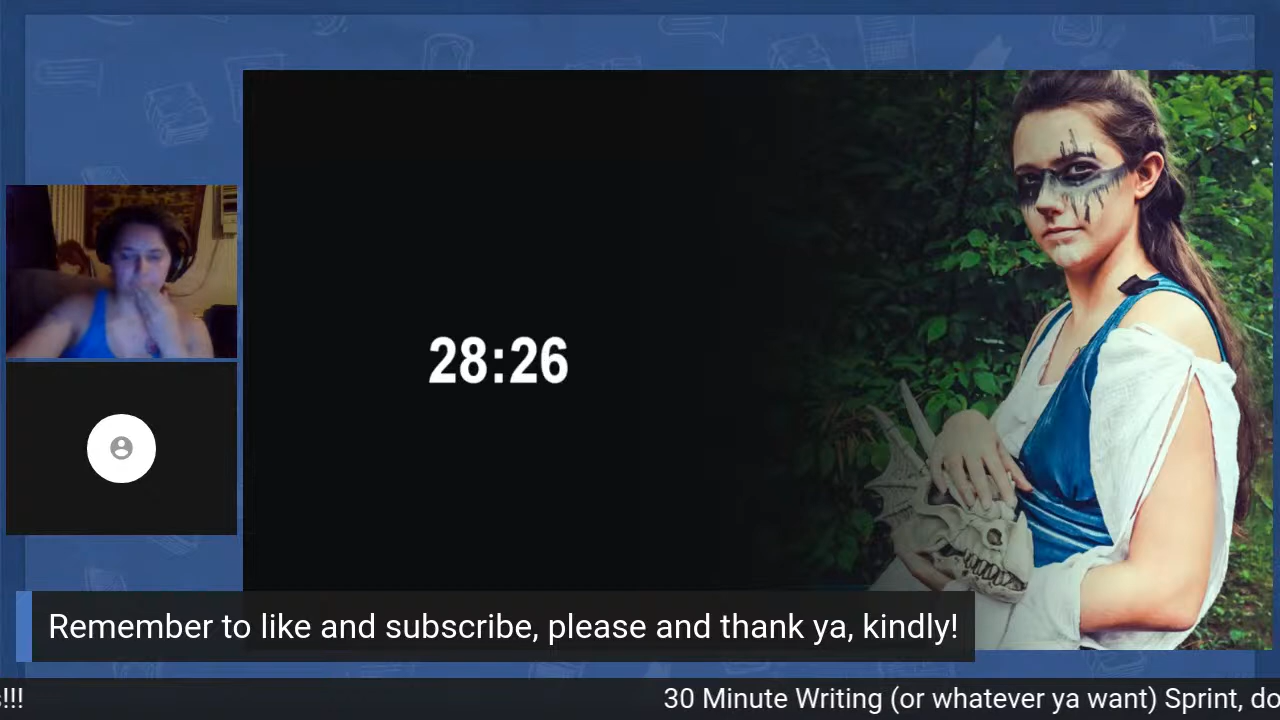 28:26
Remember to like and subscribe, please and thank ya, kindly!
!!! 30 Minute Writing (or whatever ya want) Sprint, do